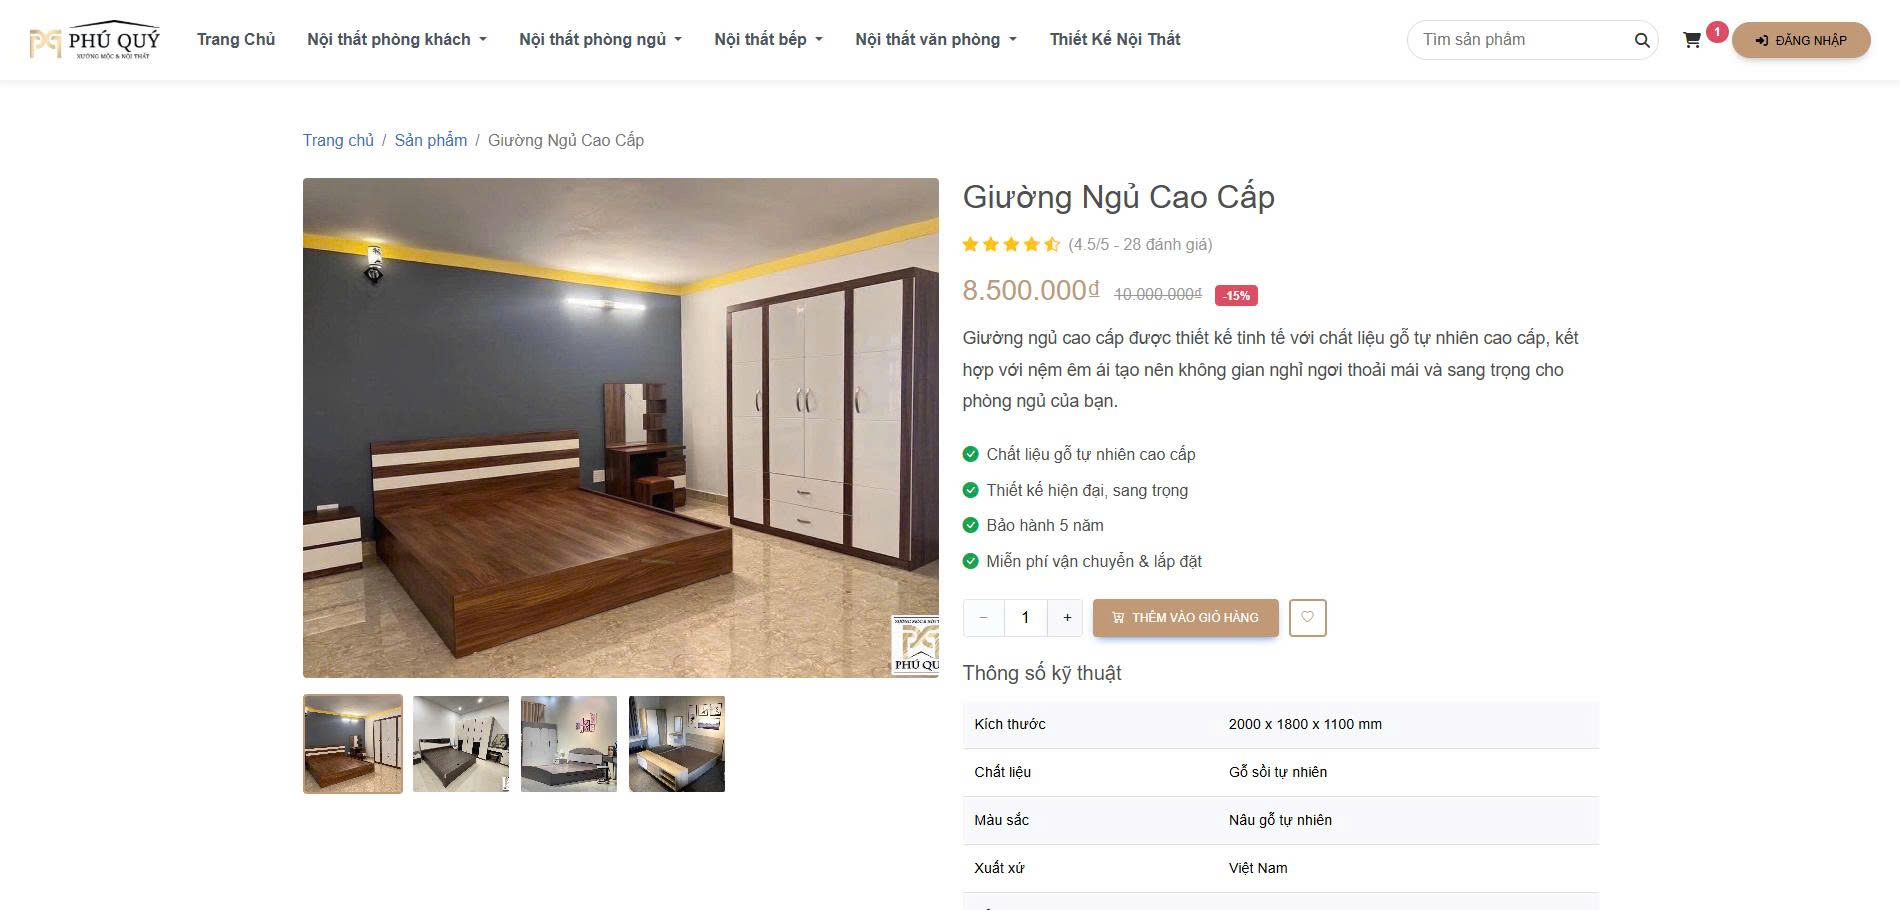 PHÚ QUÝ
XƯỞNG MỘC & NỘI THẤT
Trang Chủ
Nội thất phòng khách
Nội thất phòng ngủ
Nội thất bếp
Nội thất văn phòng
Thiết Kế Nội Thất
Tìm sản phẩm
1
ĐĂNG NHẬP
Trang chủ / Sản phẩm / Giường Ngủ Cao Cấp
Giường Ngủ Cao Cấp
(4.5/5 - 28 đánh giá)
8.500.000₫ 10.000.000₫ -15%
Giường ngủ cao cấp được thiết kế tinh tế với chất liệu gỗ tự nhiên cao cấp, kết
hợp với nệm êm ái tạo nên không gian nghỉ ngơi thoải mái và sang trọng cho
phòng ngủ của bạn.
Chất liệu gỗ tự nhiên cao cấp
Thiết kế hiện đại, sang trọng
Bảo hành 5 năm
Miễn phí vận chuyển & lắp đặt
− 1 +
THÊM VÀO GIỎ HÀNG
PHÚ QU
Thông số kỹ thuật
Kích thước 2000 x 1800 x 1100 mm
Chất liệu Gỗ sồi tự nhiên
Màu sắc Nâu gỗ tự nhiên
Xuất xứ Việt Nam